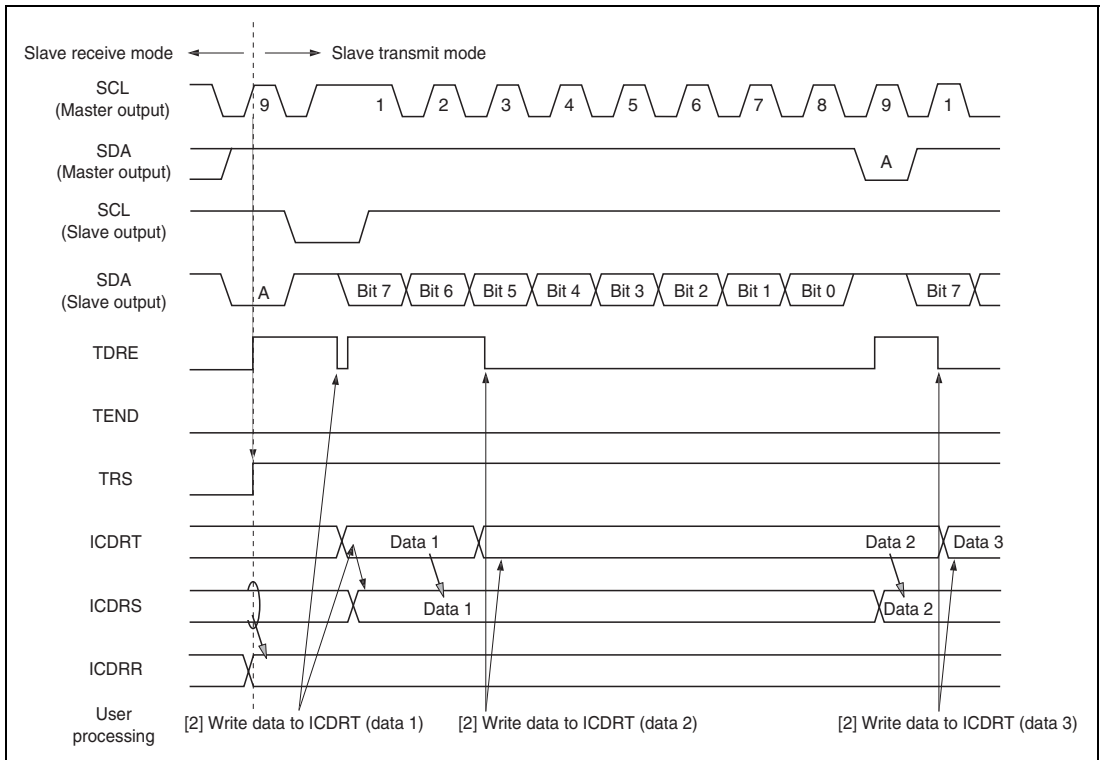 Slave receive mode Slave transmit mode
SCL
(Master output)
9 1 2 3 4 5 6 7 8 9 1
SDA
(Master output)
A
SCL
(Slave output)
SDA
(Slave output)
A Bit 7 Bit 6 Bit 5 Bit 4 Bit 3 Bit 2 Bit 1 Bit 0 Bit 7
TDRE
TEND
TRS
ICDRT
Data 1 Data 2 Data 3
ICDRS
Data 1 Data 2
ICDRR
User
processing
[2] Write data to ICDRT (data 1) [2] Write data to ICDRT (data 2) [2] Write data to ICDRT (data 3)